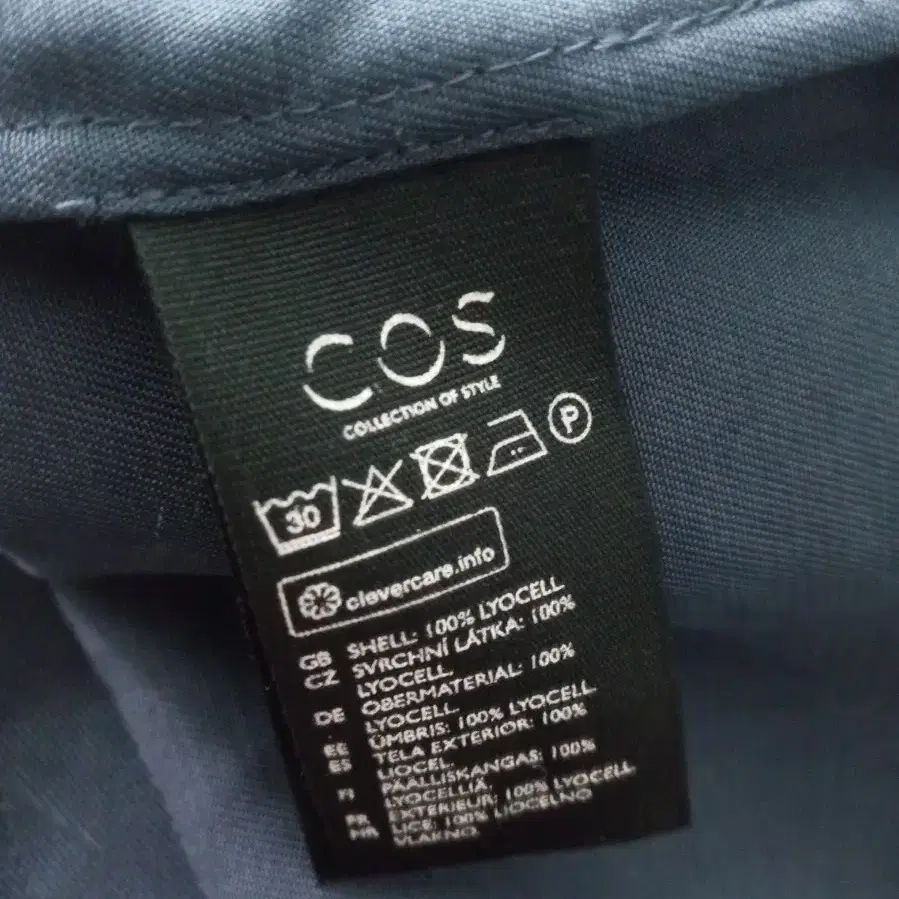 COS
COLLECTION OF STYLE
30 P
clevercare.info
GB SHELL: 100% LYOCELL
CZ SVRCHNÍ LÁTKA: 100%
LYOCELL.
DE OBERMATERIAL: 100%
LYOCELL.
EE ÜMBRIS: 100% LYOCELL.
ES TELA EXTERIOR: 100%
LIOCEL.
FI PÄÄLLISKANGAS: 100%
LYOCELLIÄ.
FR EXTERIEUR: 100% LYOCELL
HR LICE: 100% LIOCELNO
VLAKNO.